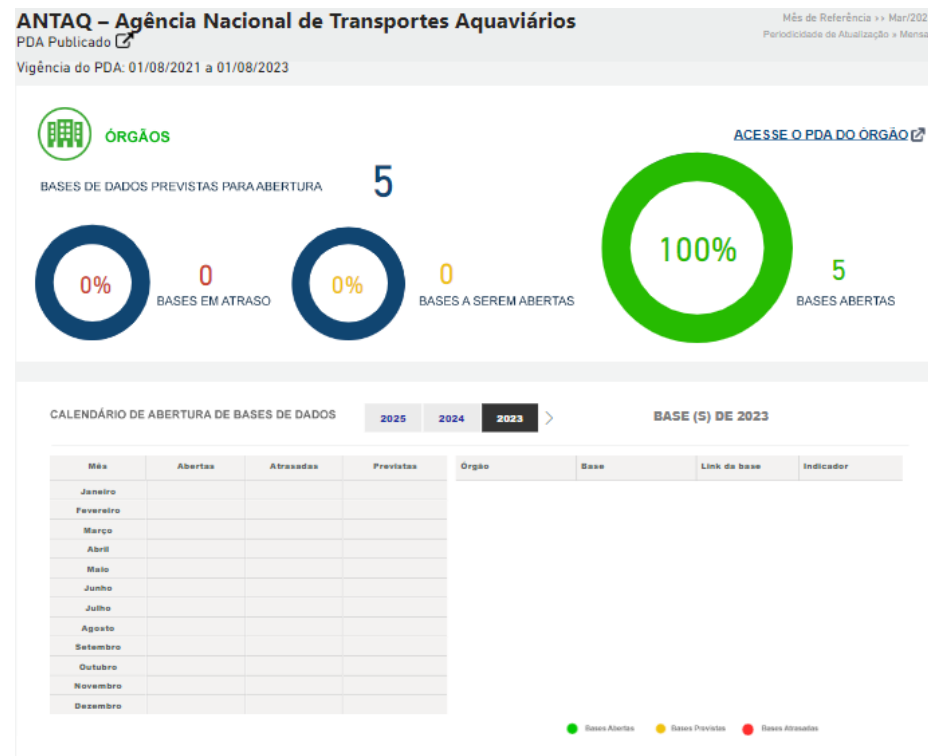 ANTAQ – Agência Nacional de Transportes Aquaviários
Mês de Referência >> Mar/202
PDA Publicado
Periodicidade de Atualização » Mensa
Vigência do PDA: 01/08/2021 a 01/08/2023
ÓRGÃOS
ACESSE O PDA DO ÓRGÃO
BASES DE DADOS PREVISTAS PARA ABERTURA 5
0%
0
BASES EM ATRASO
0%
0
BASES A SEREM ABERTAS
100%
5
BASES ABERTAS
CALENDÁRIO DE ABERTURA DE BASES DE DADOS
2025 2024 2023
BASE (S) DE 2023
Mês Abertas Atrasadas Previstas Órgão Base Link da base Indicador
Janeiro
Fevereiro
Março
Abril
Maio
Junho
Julho
Agosto
Setembro
Outubro
Novembro
Dezembro
Bases Abertas Bases Previstas Bases Atrasadas